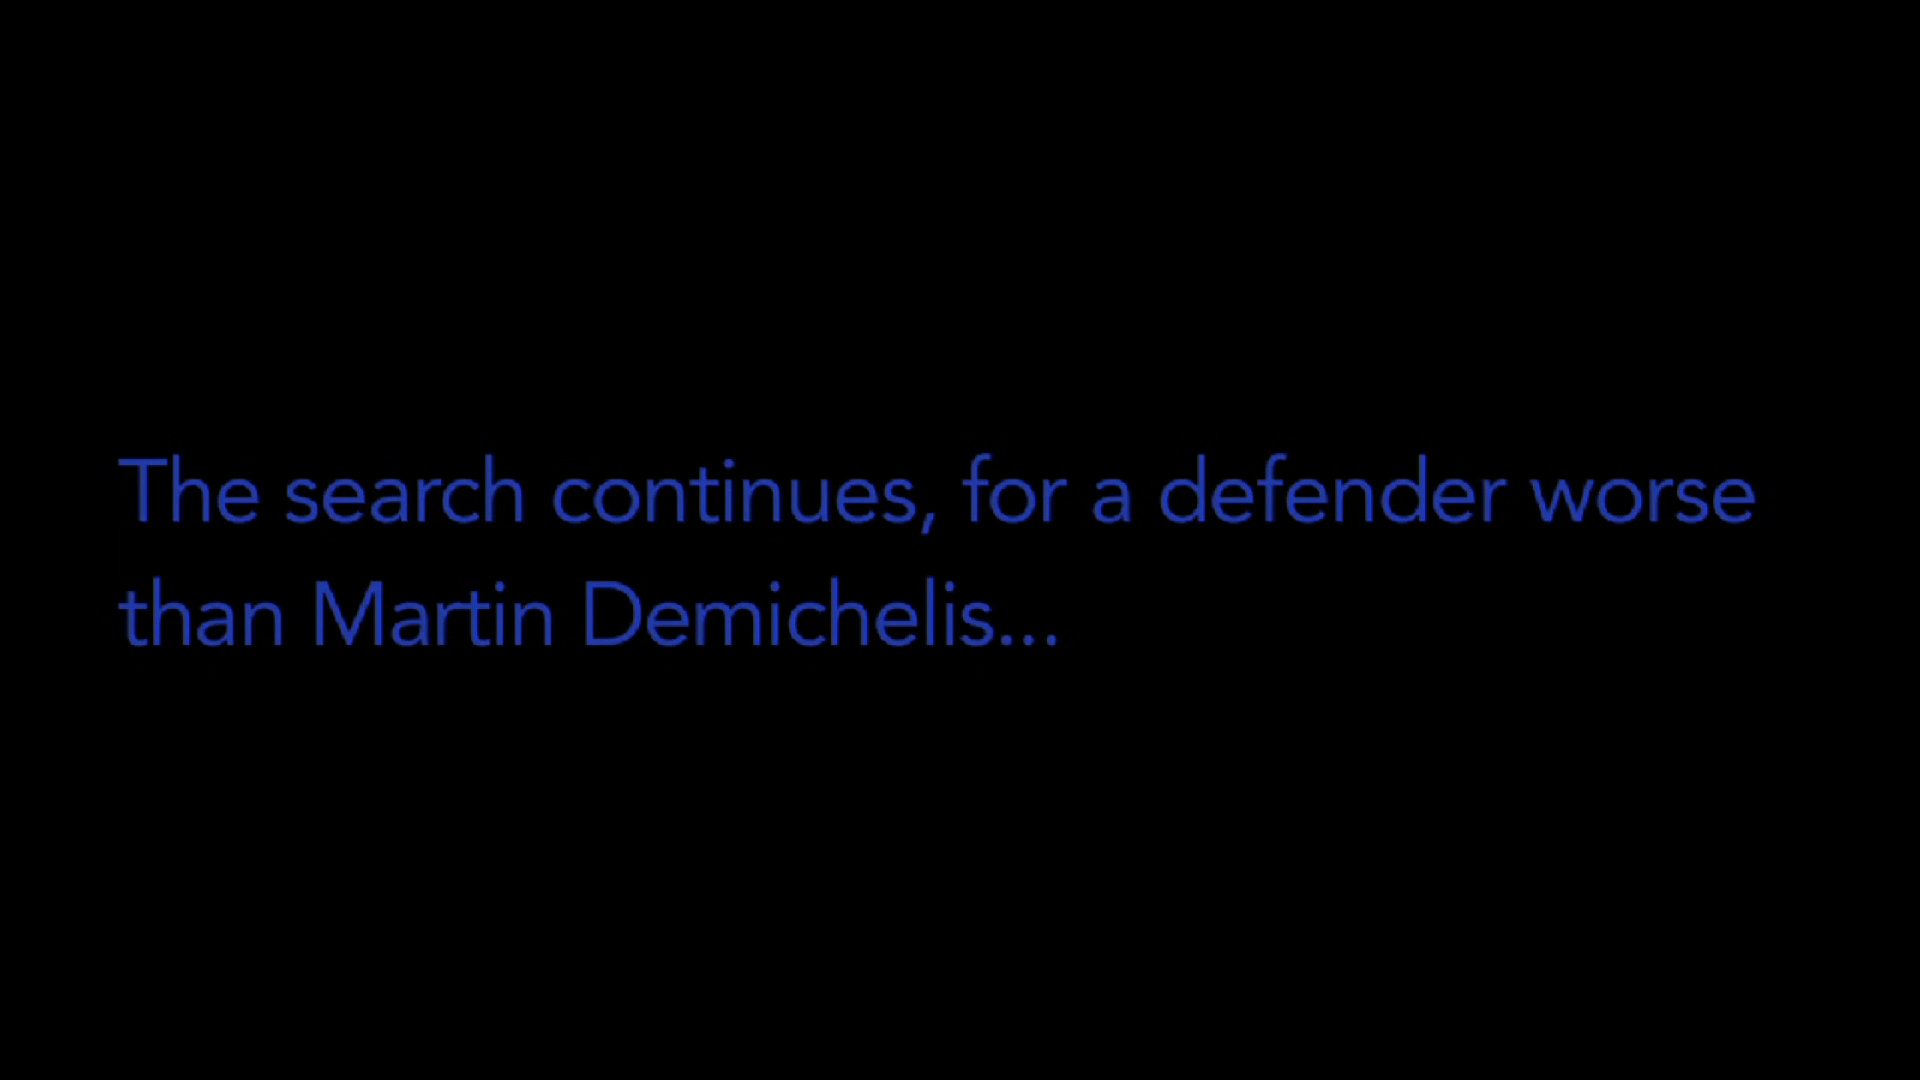 The search continues, for a defender worse
than Martin Demichelis...